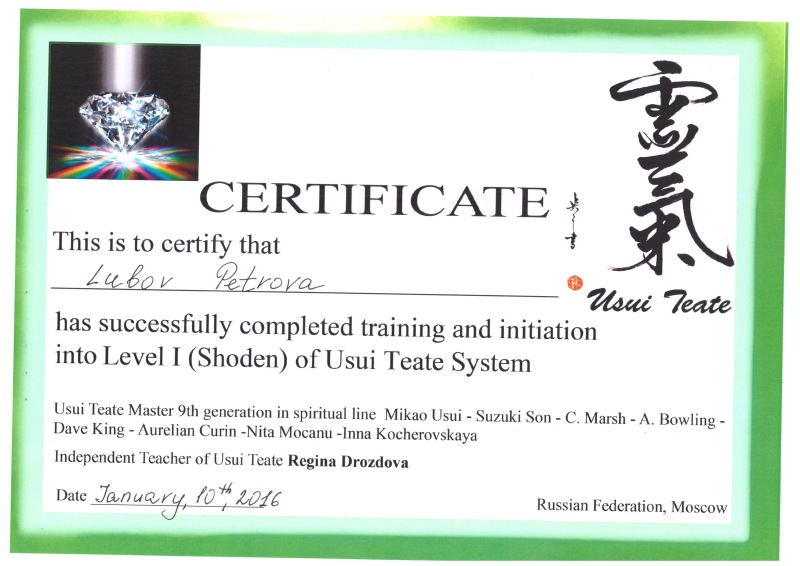 CERTIFICATE
靈氣
This is to certify that
Lubov Petrova
Usui Teate
has successfully completed training and initiation
into Level I (Shoden) of Usui Teate System
Usui Teate Master 9th generation in spiritual line Mikao Usui - Suzuki Son - C. Marsh - A. Bowling -
Dave King - Aurelian Curin -Nita Mocanu -Inna Kocherovskaya
Independent Teacher of Usui Teate Regina Drozdova
Date January, 10th, 2016
Russian Federation, Moscow